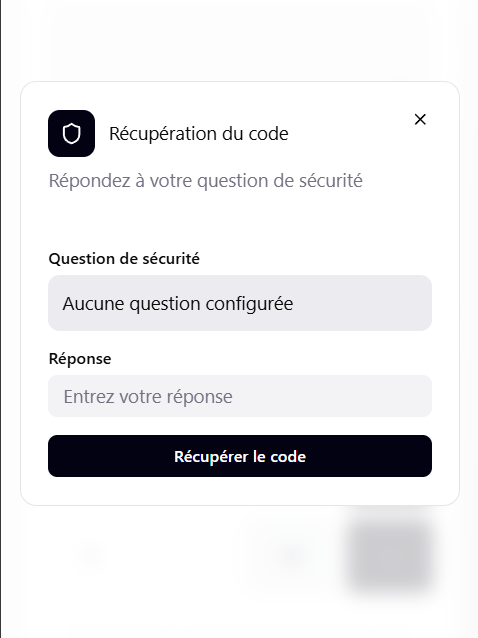 Récupération du code
Répondez à votre question de sécurité
Question de sécurité
Aucune question configurée
Réponse
Entrez votre réponse
Récupérer le code